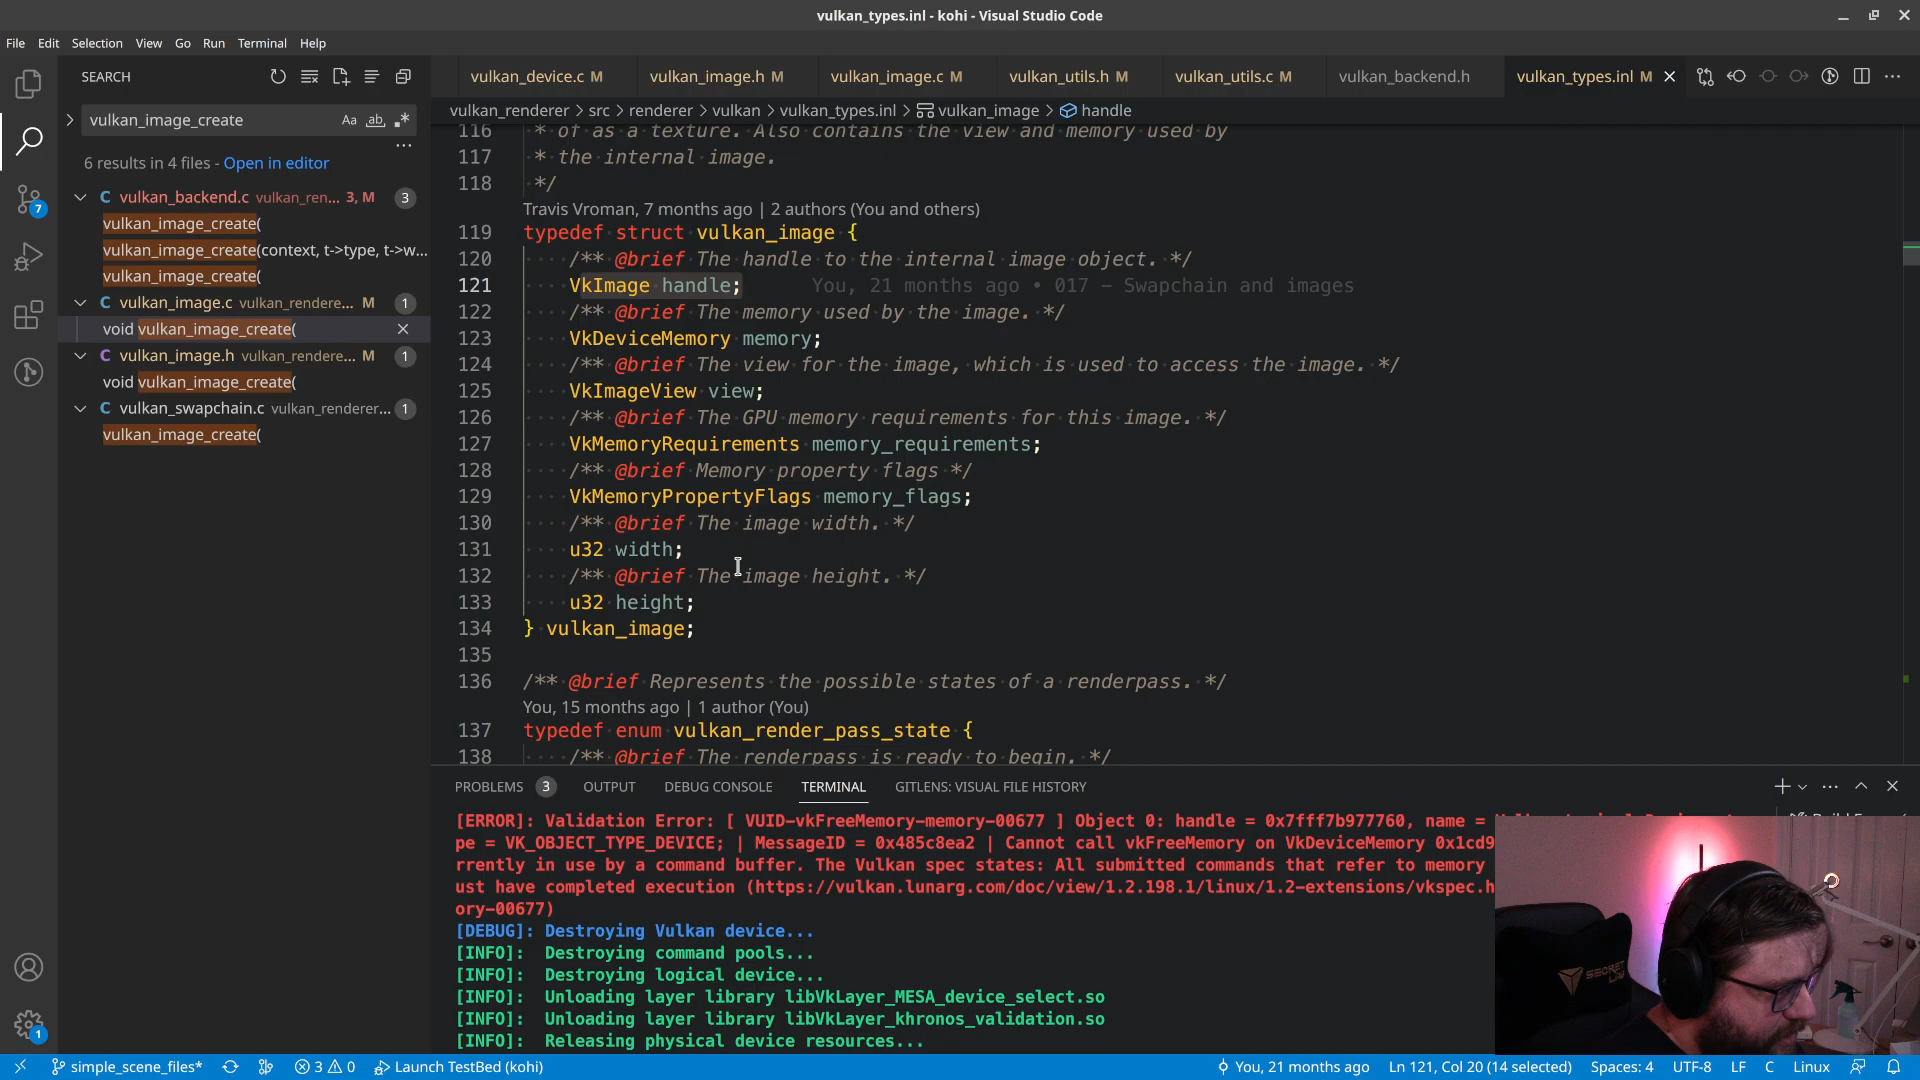 vulkan_types.inl - kohi - Visual Studio Code
File Edit Selection View Go Run Terminal Help
SEARCH
vulkan_image_create
Aa ab .*
6 results in 4 files - Open in editor
C vulkan_backend.c vulkan_ren... 3, M 3
vulkan_image_create(
vulkan_image_create(context, t->type, t->w...
vulkan_image_create(
C vulkan_image.c vulkan_rendere... M 1
void vulkan_image_create(
C vulkan_image.h vulkan_rendere... M 1
void vulkan_image_create(
C vulkan_swapchain.c vulkan_renderer... 1
vulkan_image_create(
7
1
vulkan_device.c M vulkan_image.h M vulkan_image.c M vulkan_utils.h M vulkan_utils.c M vulkan_backend.h vulkan_types.inl M
vulkan_renderer > src > renderer > vulkan > vulkan_types.inl > vulkan_image > handle
116 * of as a texture. Also contains the view and memory used by
117 * the internal image.
118 */
Travis Vroman, 7 months ago | 2 authors (You and others)
119 typedef struct vulkan_image {
120 /** @brief The handle to the internal image object. */
121 VkImage handle; You, 21 months ago • 017 – Swapchain and images
122 /** @brief The memory used by the image. */
123 VkDeviceMemory memory;
124 /** @brief The view for the image, which is used to access the image. */
125 VkImageView view;
126 /** @brief The GPU memory requirements for this image. */
127 VkMemoryRequirements memory_requirements;
128 /** @brief Memory property flags */
129 VkMemoryPropertyFlags memory_flags;
130 /** @brief The image width. */
131 u32 width;
132 /** @brief The image height. */
133 u32 height;
134 } vulkan_image;
135
136 /** @brief Represents the possible states of a renderpass. */
You, 15 months ago | 1 author (You)
137 typedef enum vulkan_render_pass_state {
138 /** @brief The renderpass is ready to begin. */
PROBLEMS 3 OUTPUT DEBUG CONSOLE TERMINAL GITLENS: VISUAL FILE HISTORY
[ERROR]: Validation Error: [ VUID-vkFreeMemory-memory-00677 ] Object 0: handle = 0x7fff7b977760, name =
pe = VK_OBJECT_TYPE_DEVICE; | MessageID = 0x485c8ea2 | Cannot call vkFreeMemory on VkDeviceMemory 0x1cd9
rrently in use by a command buffer. The Vulkan spec states: All submitted commands that refer to memory
ust have completed execution (https://vulkan.lunarg.com/doc/view/1.2.198.1/linux/1.2-extensions/vkspec.h
ory-00677)
[DEBUG]: Destroying Vulkan device...
[INFO]: Destroying command pools...
[INFO]: Destroying logical device...
[INFO]: Unloading layer library libVkLayer_MESA_device_select.so
[INFO]: Unloading layer library libVkLayer_khronos_validation.so
[INFO]: Releasing physical device resources...
simple_scene_files* 3 0 Launch TestBed (kohi) You, 21 months ago Ln 121, Col 20 (14 selected) Spaces: 4 UTF-8 LF C Linux